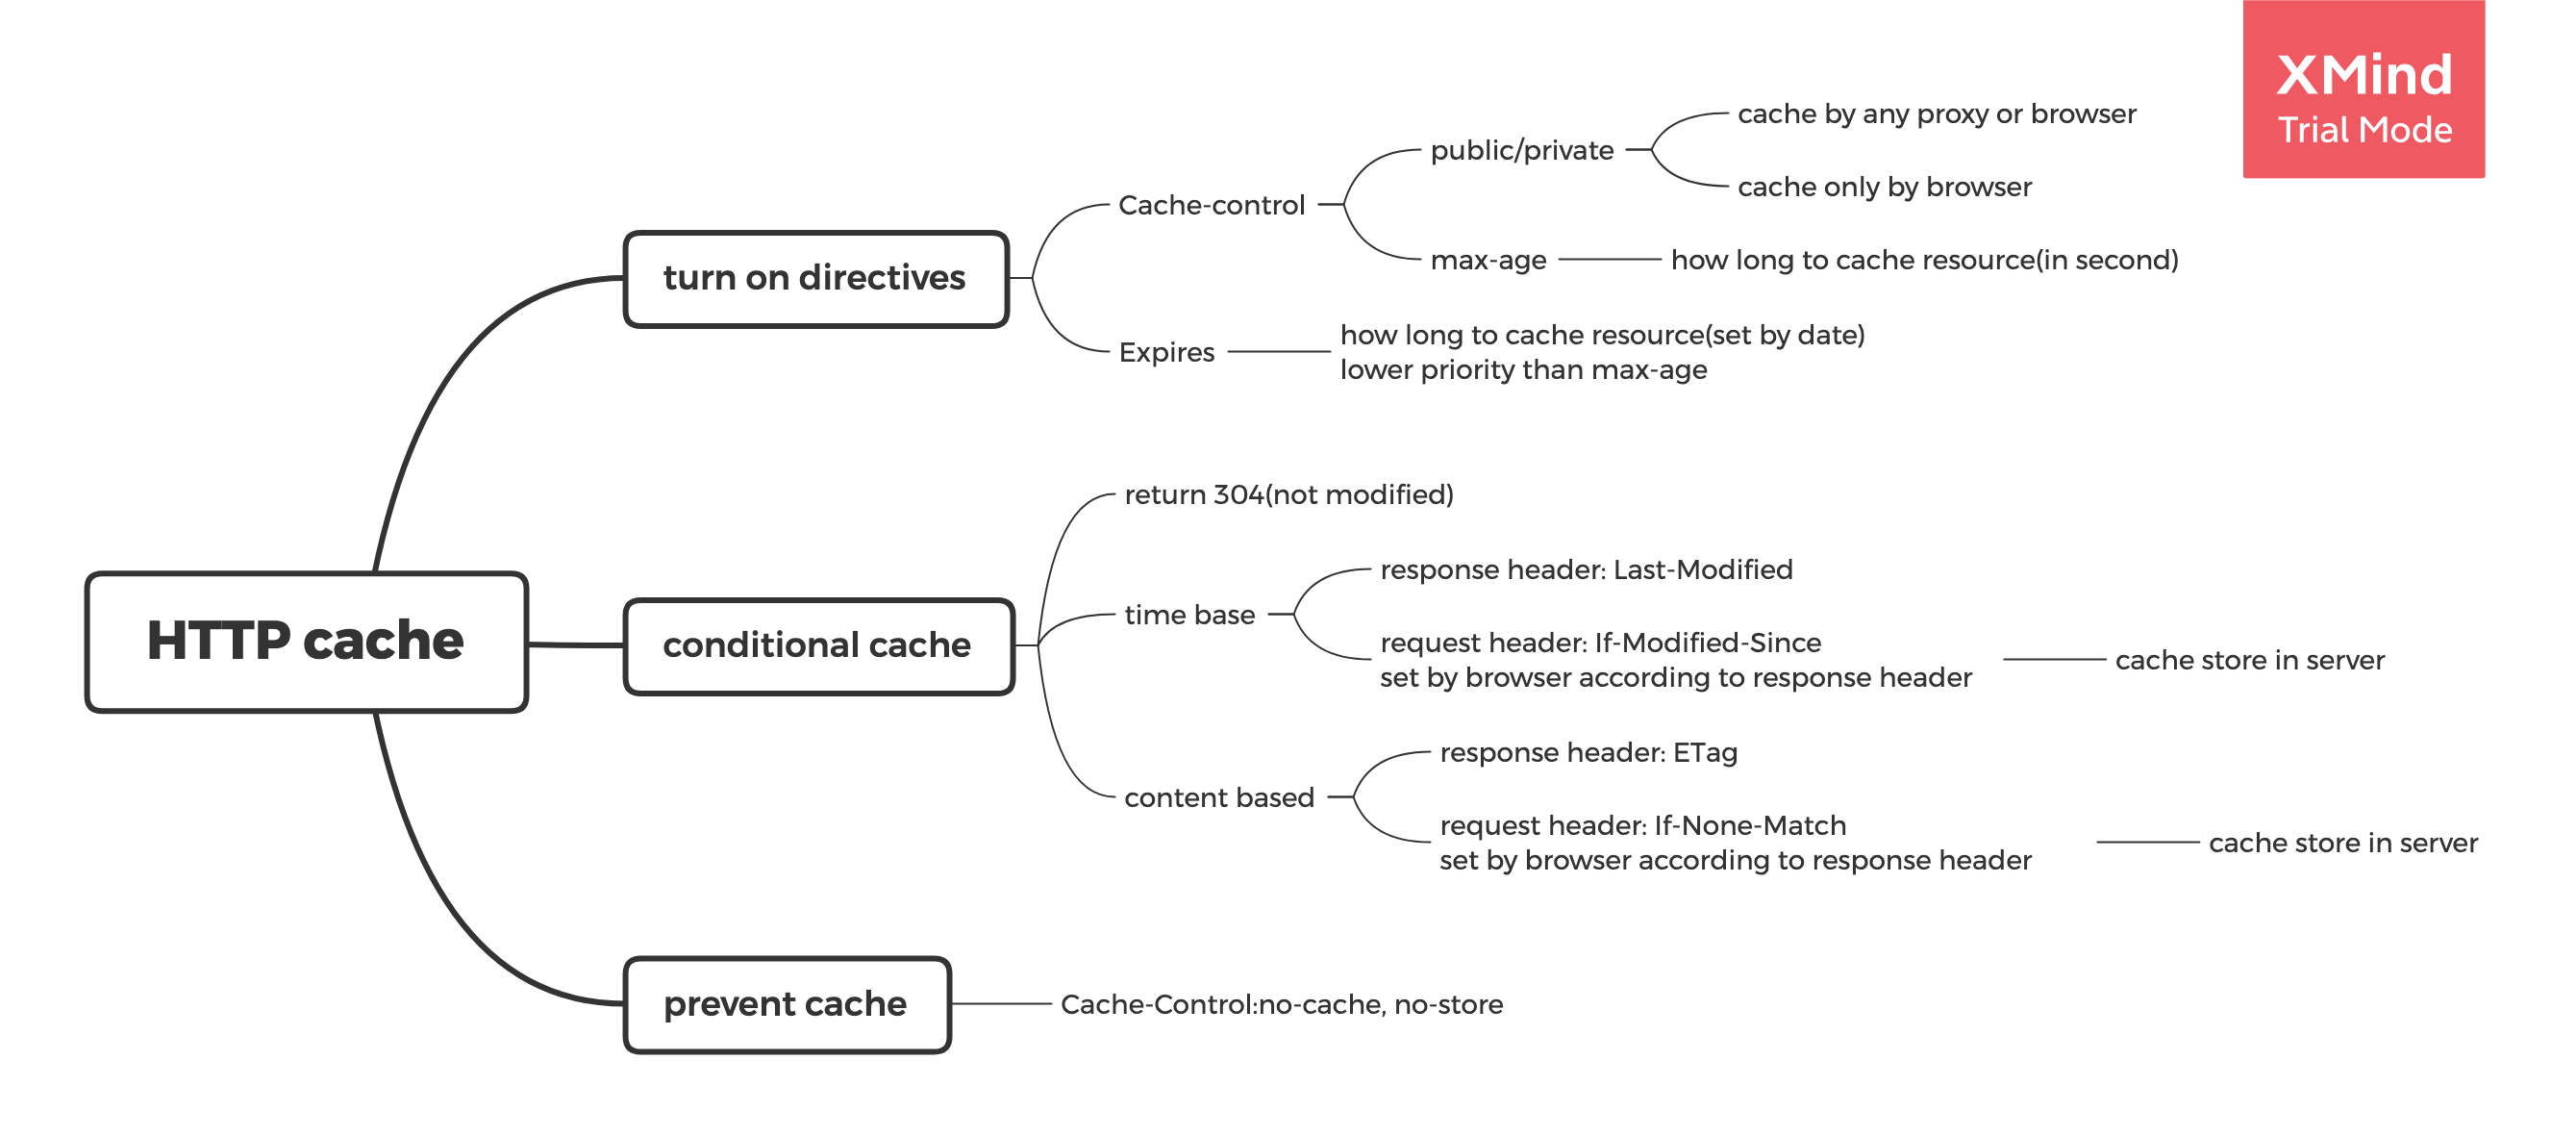 XMind
Trial Mode
HTTP cache
turn on directives
Cache-control
public/private
cache by any proxy or browser
cache only by browser
max-age
how long to cache resource(in second)
Expires
how long to cache resource(set by date)
lower priority than max-age
conditional cache
return 304(not modified)
time base
response header: Last-Modified
request header: If-Modified-Since
set by browser according to response header
cache store in server
content based
response header: ETag
request header: If-None-Match
set by browser according to response header
cache store in server
prevent cache
Cache-Control:no-cache, no-store